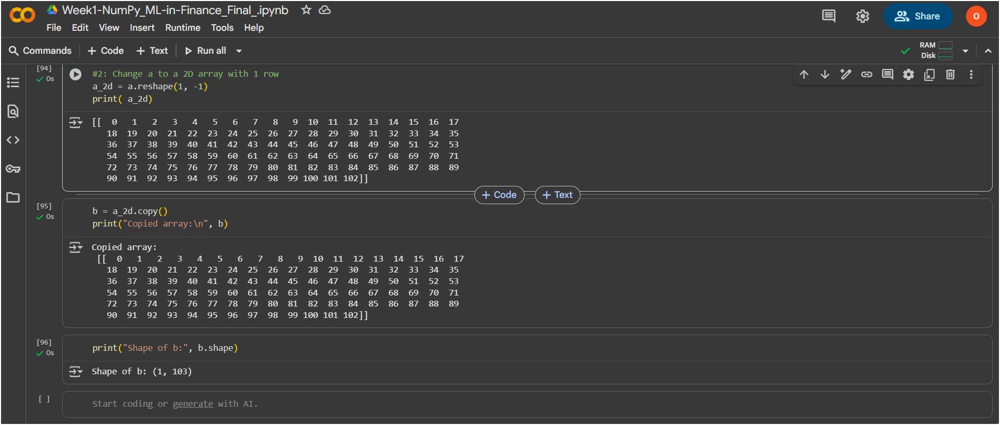 Week1-NumPy_ML-in-Finance_Final_.ipynb
File Edit View Insert Runtime Tools Help
Share
O
Commands + Code + Text Run all
RAM
Disk
[94]
0s
#2: Change a to a 2D array with 1 row
a_2d = a.reshape(1, -1)
print( a_2d)
[[  0   1   2   3   4   5   6   7   8   9  10  11  12  13  14  15  16  17
   18  19  20  21  22  23  24  25  26  27  28  29  30  31  32  33  34  35
   36  37  38  39  40  41  42  43  44  45  46  47  48  49  50  51  52  53
   54  55  56  57  58  59  60  61  62  63  64  65  66  67  68  69  70  71
   72  73  74  75  76  77  78  79  80  81  82  83  84  85  86  87  88  89
   90  91  92  93  94  95  96  97  98  99 100 101 102]]
+ Code + Text
[95]
0s
b = a_2d.copy()
print("Copied array:\n", b)
Copied array:
 [[  0   1   2   3   4   5   6   7   8   9  10  11  12  13  14  15  16  17
   18  19  20  21  22  23  24  25  26  27  28  29  30  31  32  33  34  35
   36  37  38  39  40  41  42  43  44  45  46  47  48  49  50  51  52  53
   54  55  56  57  58  59  60  61  62  63  64  65  66  67  68  69  70  71
   72  73  74  75  76  77  78  79  80  81  82  83  84  85  86  87  88  89
   90  91  92  93  94  95  96  97  98  99 100 101 102]]
[96]
0s
print("Shape of b:", b.shape)
Shape of b: (1, 103)
[ ]
Start coding or generate with AI.